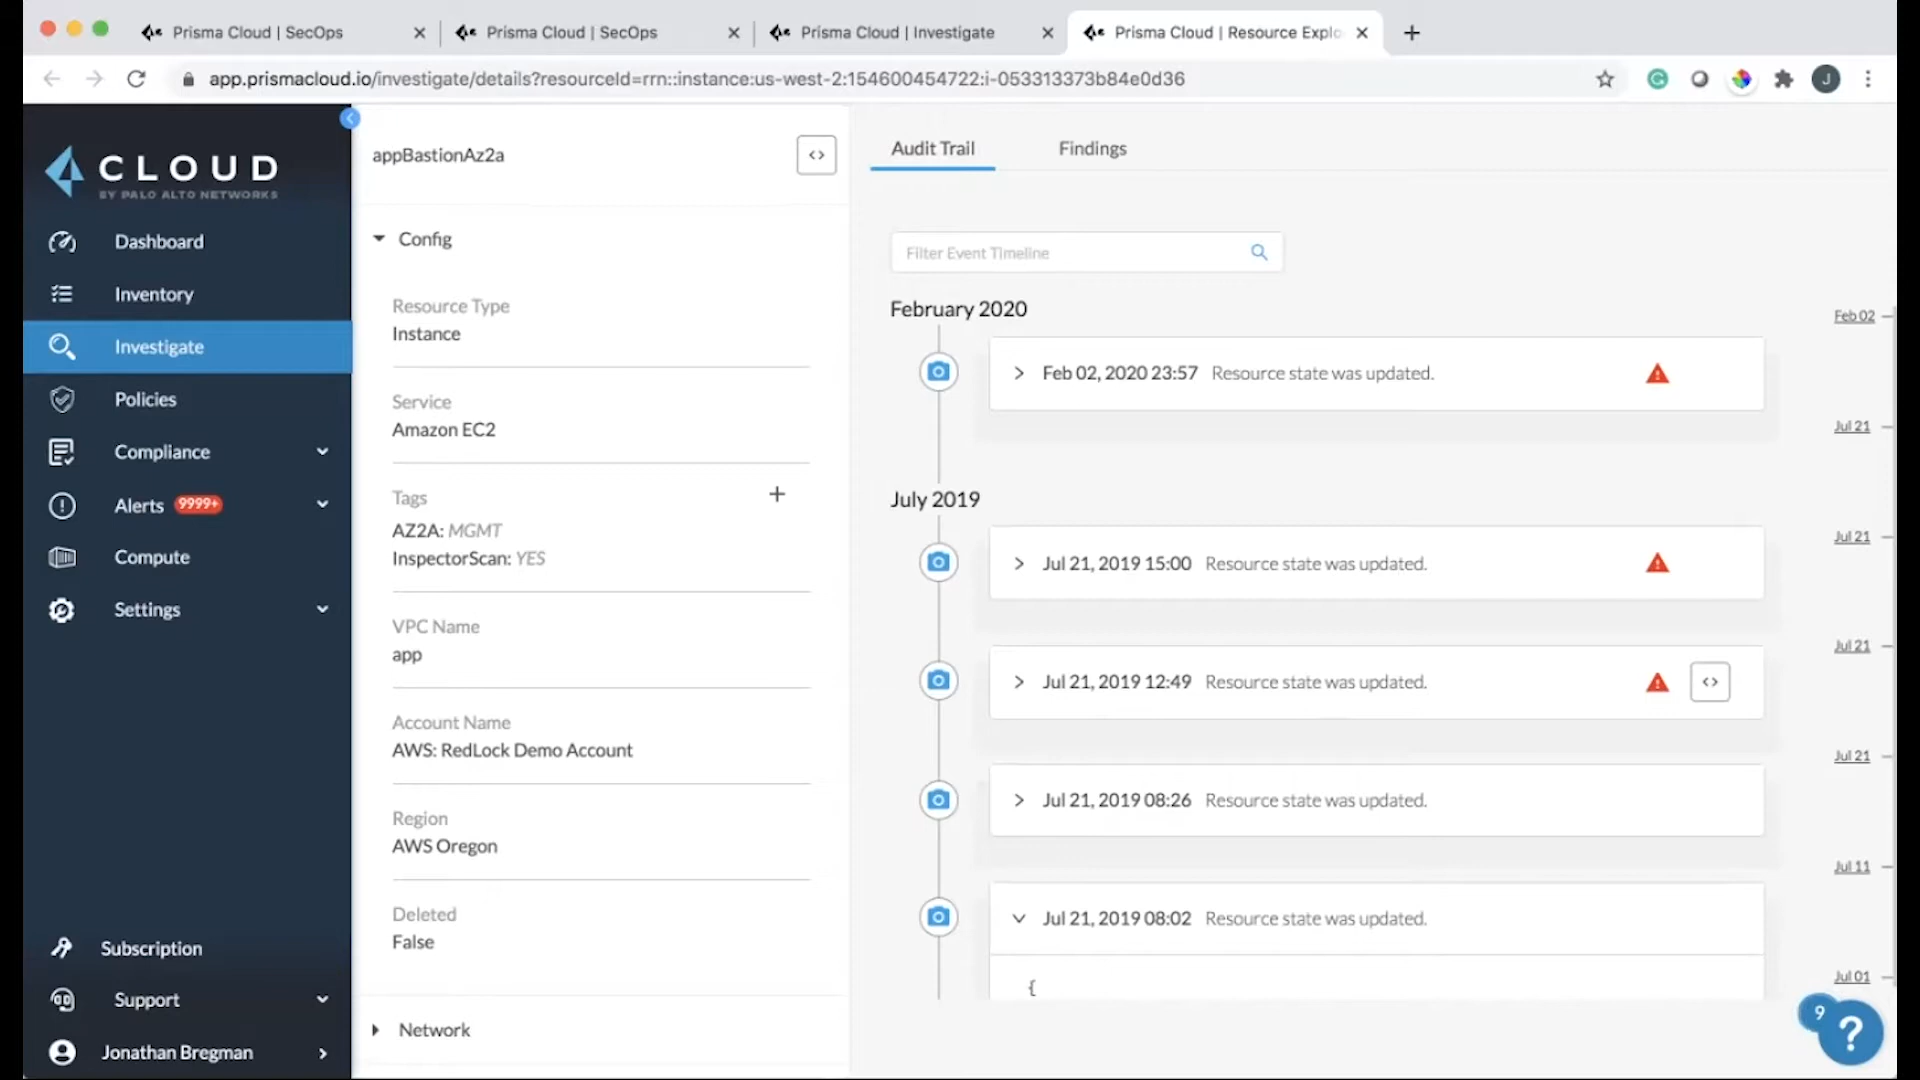 Prisma Cloud | SecOps
Prisma Cloud | SecOps
Prisma Cloud | Investigate
Prisma Cloud | Resource Explo
app.prismacloud.io/investigate/details?resourceId=rrn::instance:us-west-2:154600454722:i-053313373b84e0d36
J
CLOUD
BY PALO ALTO NETWORKS
Dashboard
Inventory
Investigate
Policies
Compliance
Alerts 9999+
Compute
Settings
Subscription
Support
Jonathan Bregman
appBastionAz2a
<>
Config
Resource Type
Instance
Service
Amazon EC2
Tags
AZ2A: MGMT
InspectorScan: YES
VPC Name
app
Account Name
AWS: RedLock Demo Account
Region
AWS Oregon
Deleted
False
Network
Audit Trail
Findings
Filter Event Timeline
February 2020
Feb 02, 2020 23:57 Resource state was updated.
July 2019
Jul 21, 2019 15:00 Resource state was updated.
Jul 21, 2019 12:49 Resource state was updated.
<>
Jul 21, 2019 08:26 Resource state was updated.
Jul 21, 2019 08:02 Resource state was updated.
{
Feb 02
Jul 21
Jul 21
Jul 21
Jul 21
Jul 11
Jul 01
9
?